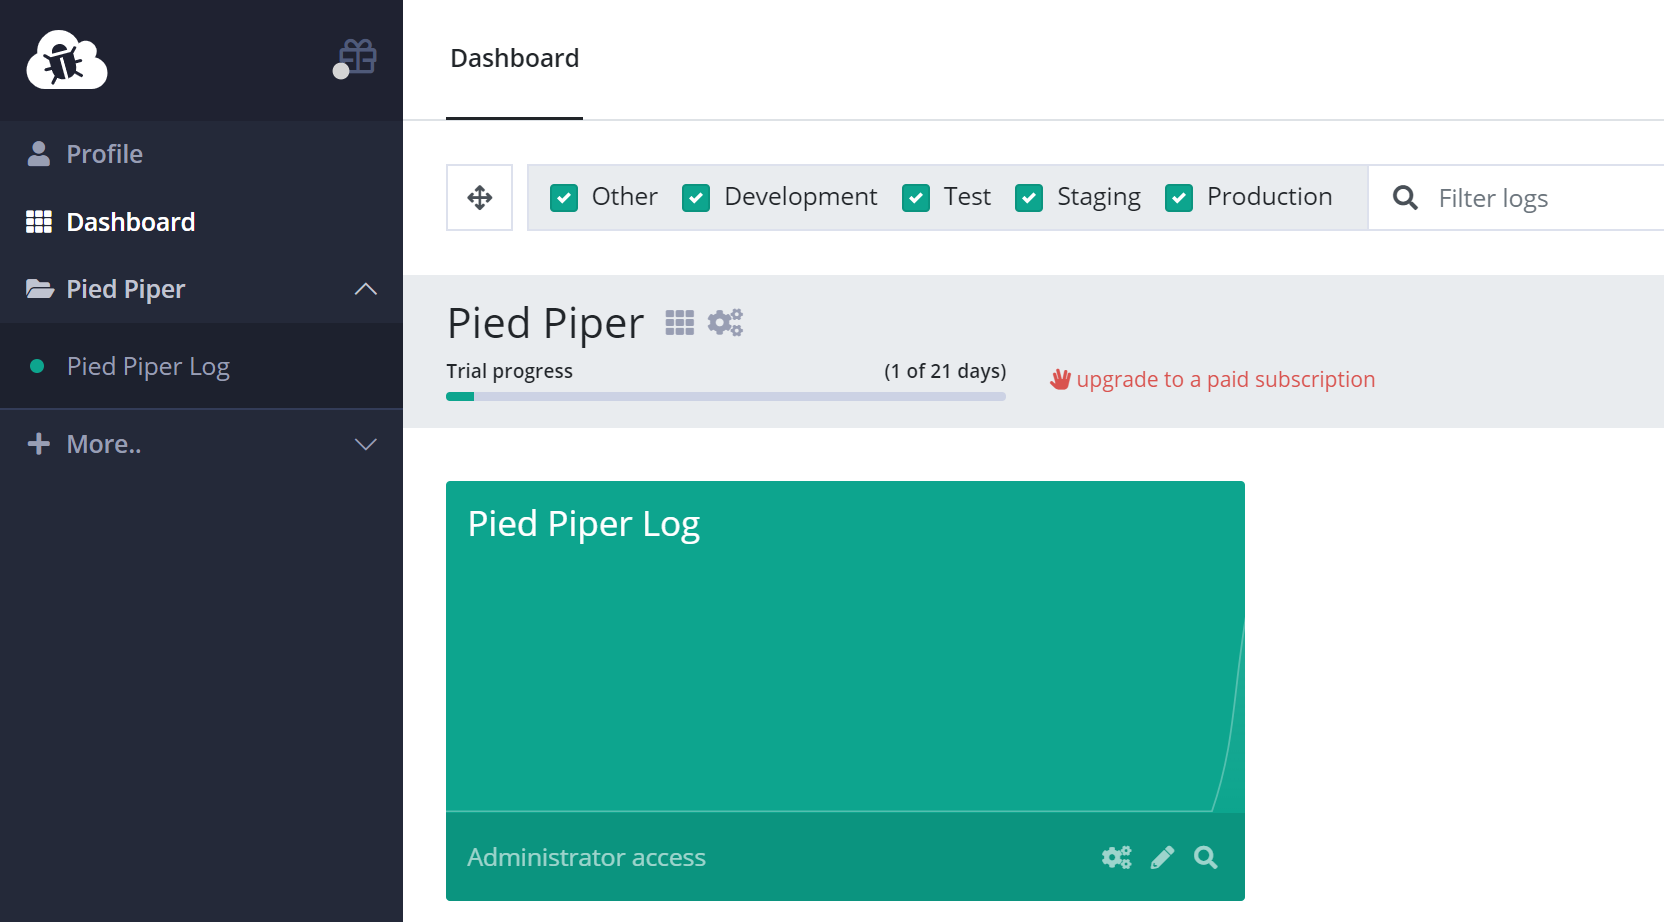 Dashboard
Profile
Dashboard
Pied Piper
Pied Piper Log
More..
Other Development Test Staging Production Filter logs
Pied Piper
Trial progress (1 of 21 days)
upgrade to a paid subscription
Pied Piper Log
Administrator access